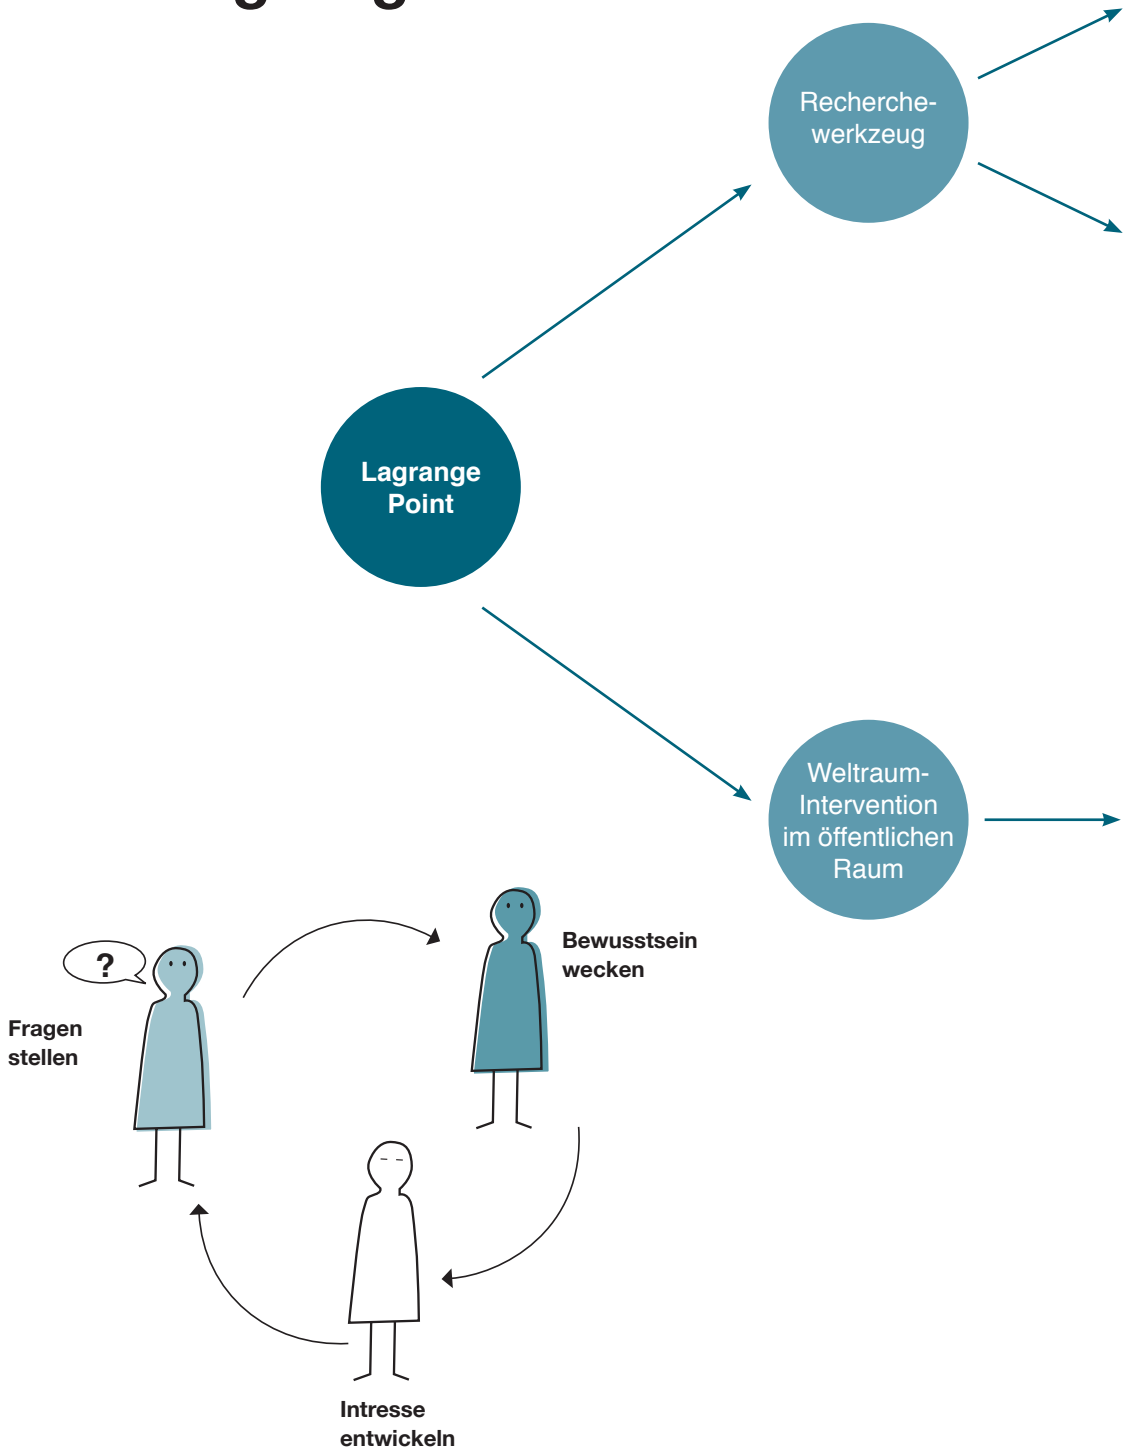 Recherche-
werkzeug
Lagrange
Point
Weltraum-
Intervention
im öffentlichen
Raum
Bewusstsein
wecken
?
Fragen
stellen
Intresse
entwickeln